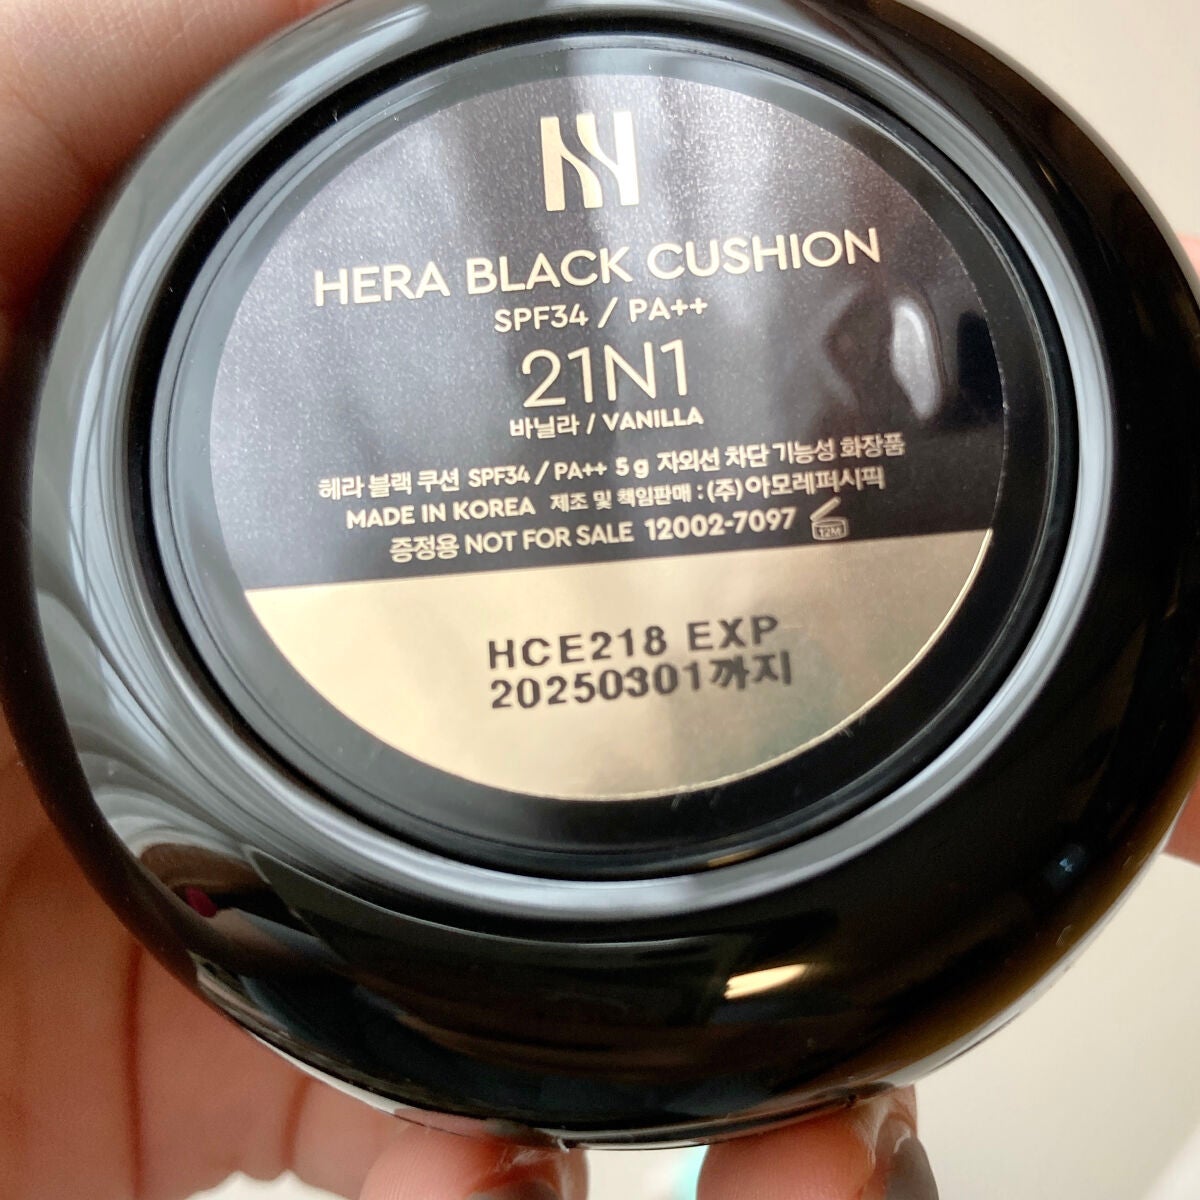 HERA BLACK CUSHION
SPF34 / PA++
21N1
바닐라 / VANILLA
헤라 블랙 쿠션 SPF34 / PA++ 5 g 자외선 차단 기능성 화장품
MADE IN KOREA 제조 및 책임판매 : (주)아모레퍼시픽
증정용 NOT FOR SALE 12002-7097 12M
HCE218 EXP
20250301까지